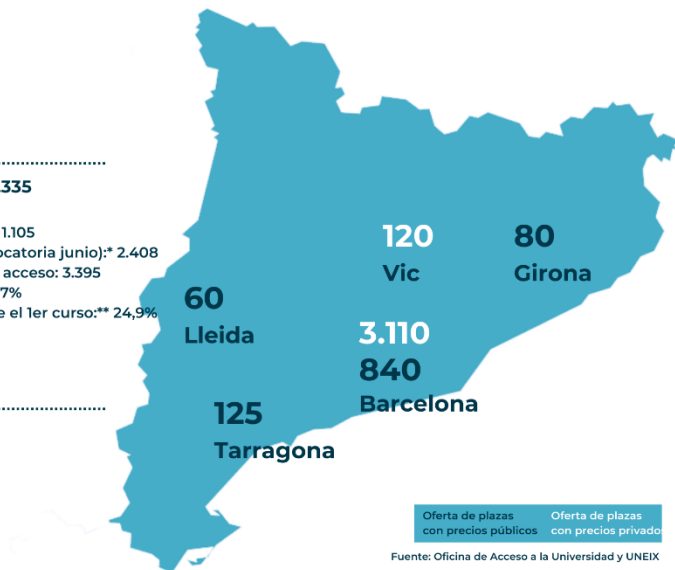 .335
1.105
ocatoria junio):* 2.408
acceso: 3.395
7%
e el 1er curso:** 24,9%
120
Vic
80
Girona
60
Lleida
3.110
840
Barcelona
125
Tarragona
Oferta de plazas
con precios públicos
Oferta de plazas
con precios privado
Fuente: Oficina de Acceso a la Universidad y UNEIX